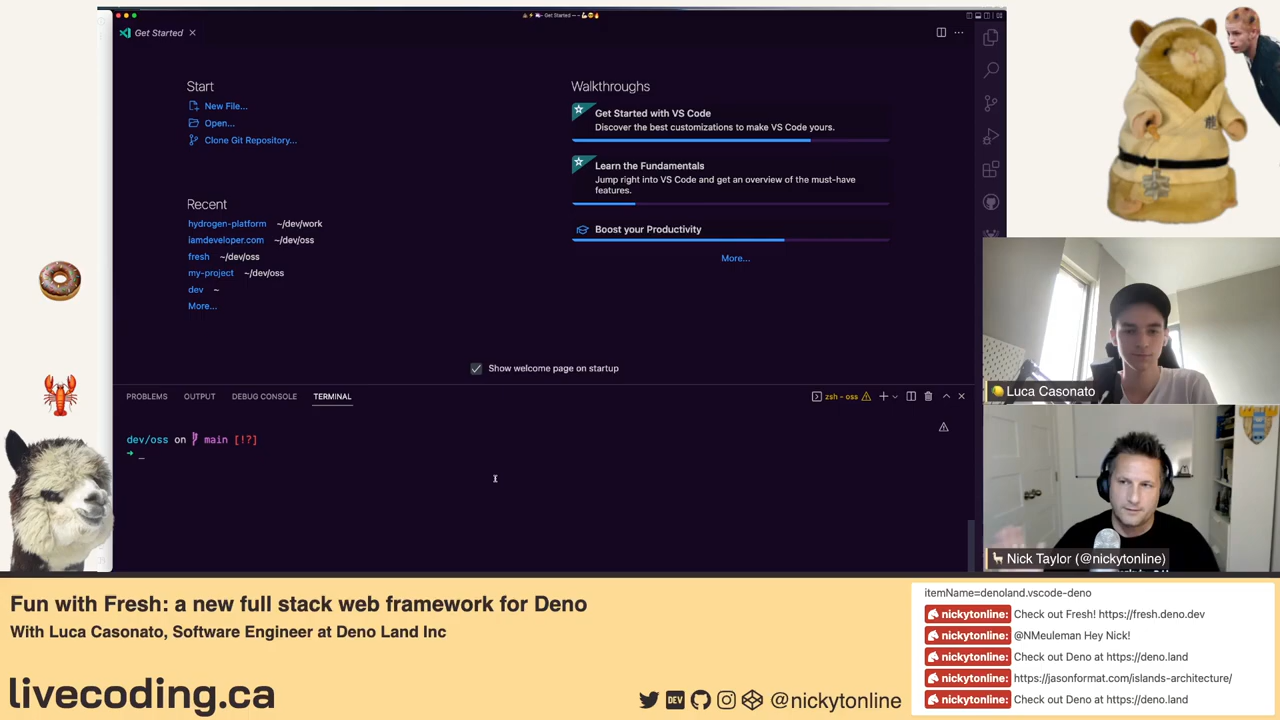 Get Started
Get Started
Start
New File...
Open...
Clone Git Repository...
Recent
hydrogen-platform ~/dev/work
iamdeveloper.com ~/dev/oss
fresh ~/dev/oss
my-project ~/dev/oss
dev ~
More...
Walkthroughs
Get Started with VS Code
Discover the best customizations to make VS Code yours.
Learn the Fundamentals
Jump right into VS Code and get an overview of the must-have
features.
Boost your Productivity
More...
Show welcome page on startup
PROBLEMS OUTPUT DEBUG CONSOLE TERMINAL
zsh - oss
dev/oss on main [!?]
→ _
Luca Casonato
Nick Taylor (@nickytonline)
Fun with Fresh: a new full stack web framework for Deno
With Luca Casonato, Software Engineer at Deno Land Inc
livecoding.ca
DEV
@nickytonline
itemName=denoland.vscode-deno
nickytonline: Check out Fresh! https://fresh.deno.dev
nickytonline: @NMeuleman Hey Nick!
nickytonline: Check out Deno at https://deno.land
nickytonline: https://jasonformat.com/islands-architecture/
nickytonline: Check out Deno at https://deno.land